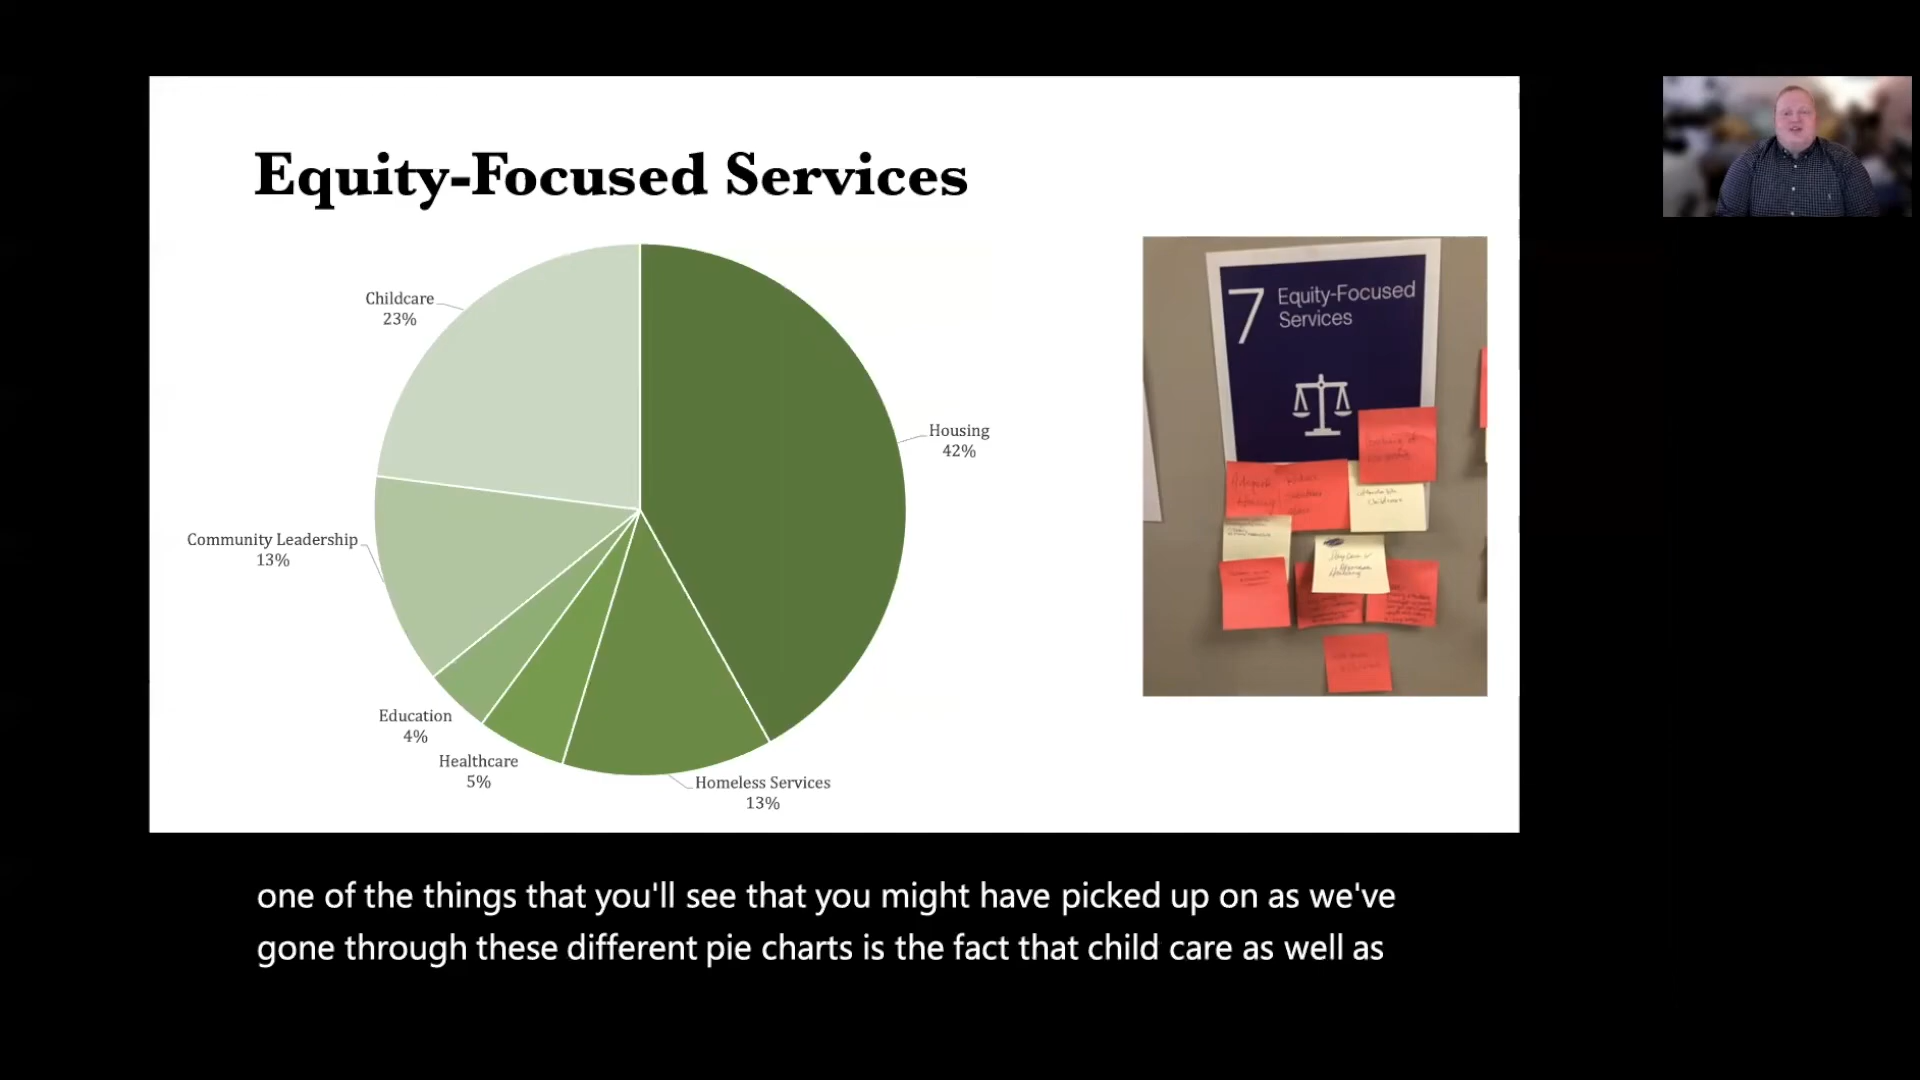 Equity-Focused Services
Childcare
23%
Housing
42%
Community Leadership
13%
Education
4%
Healthcare
5%
Homeless Services
13%
7 Equity-Focused
Services
one of the things that you'll see that you might have picked up on as we've
gone through these different pie charts is the fact that child care as well as